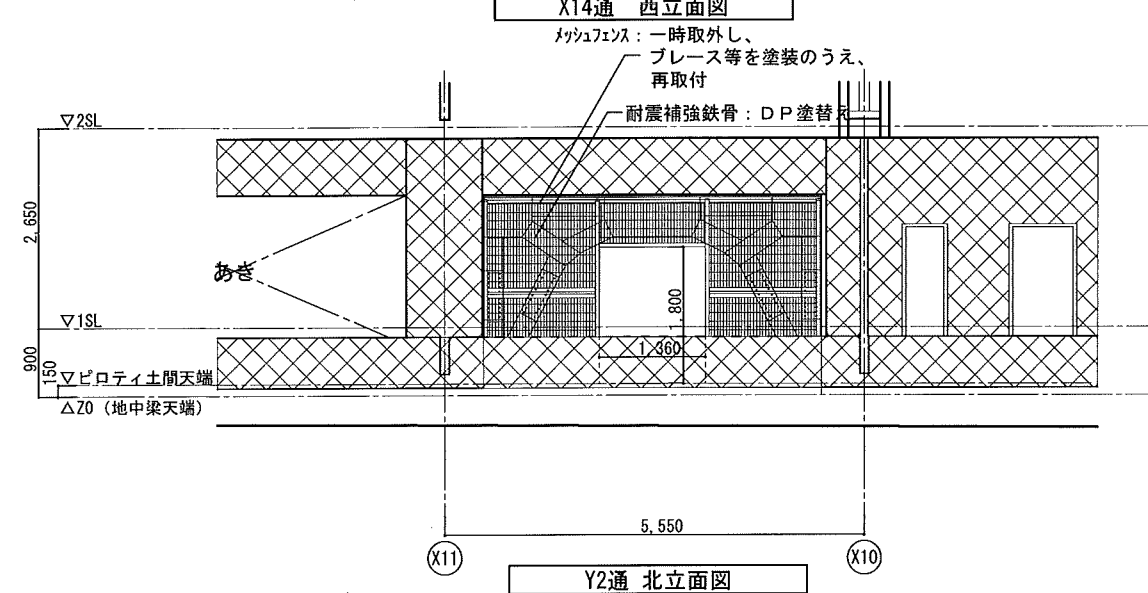 X14通 西立面図
ﾒｯｼｭﾌｪﾝｽ：一時取外し、
ブレース等を塗装のうえ、
再取付
耐震補強鉄骨：ＤＰ塗替え
▽2SL
2,650
あき
▽1SL
900
150
1,800
1,360
▽ピロティ土間天端
△Z0（地中梁天端）
5,550
X11
X10
Y2通 北立面図